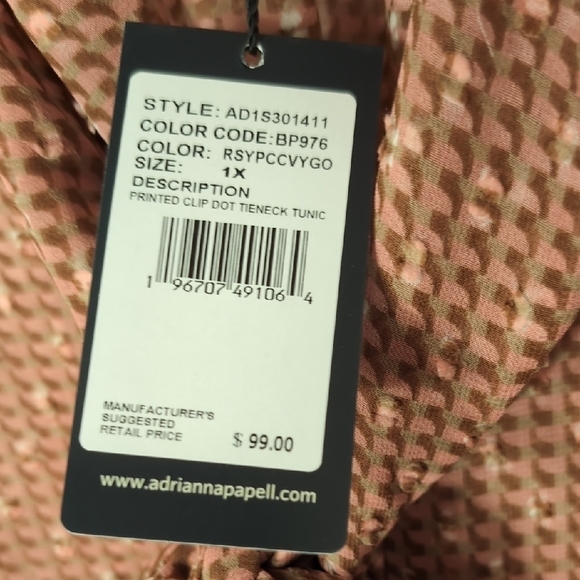 STYLE: AD1S301411
COLOR CODE:BP976
COLOR: RSYPCCVYGO
SIZE: 1X
DESCRIPTION
PRINTED CLIP DOT TIENECK TUNIC
1 96707 49106 4
MANUFACTURER'S
SUGGESTED
RETAIL PRICE $ 99.00
www.adriannapapell.com